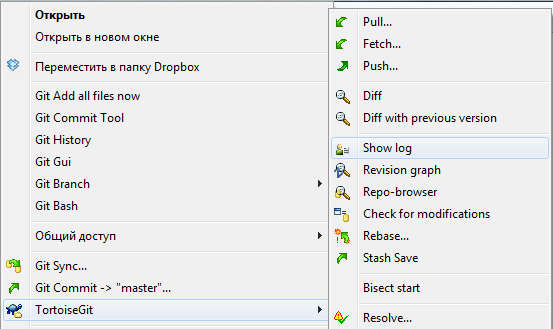 Открыть
Открыть в новом окне
Переместить в папку Dropbox
Git Add all files now
Git Commit Tool
Git History
Git Gui
Git Branch
Git Bash
Общий доступ
Git Sync...
Git Commit -> "master"...
TortoiseGit
Pull...
Fetch...
Push...
Diff
Diff with previous version
Show log
Revision graph
Repo-browser
Check for modifications
Rebase...
Stash Save
Bisect start
Resolve...